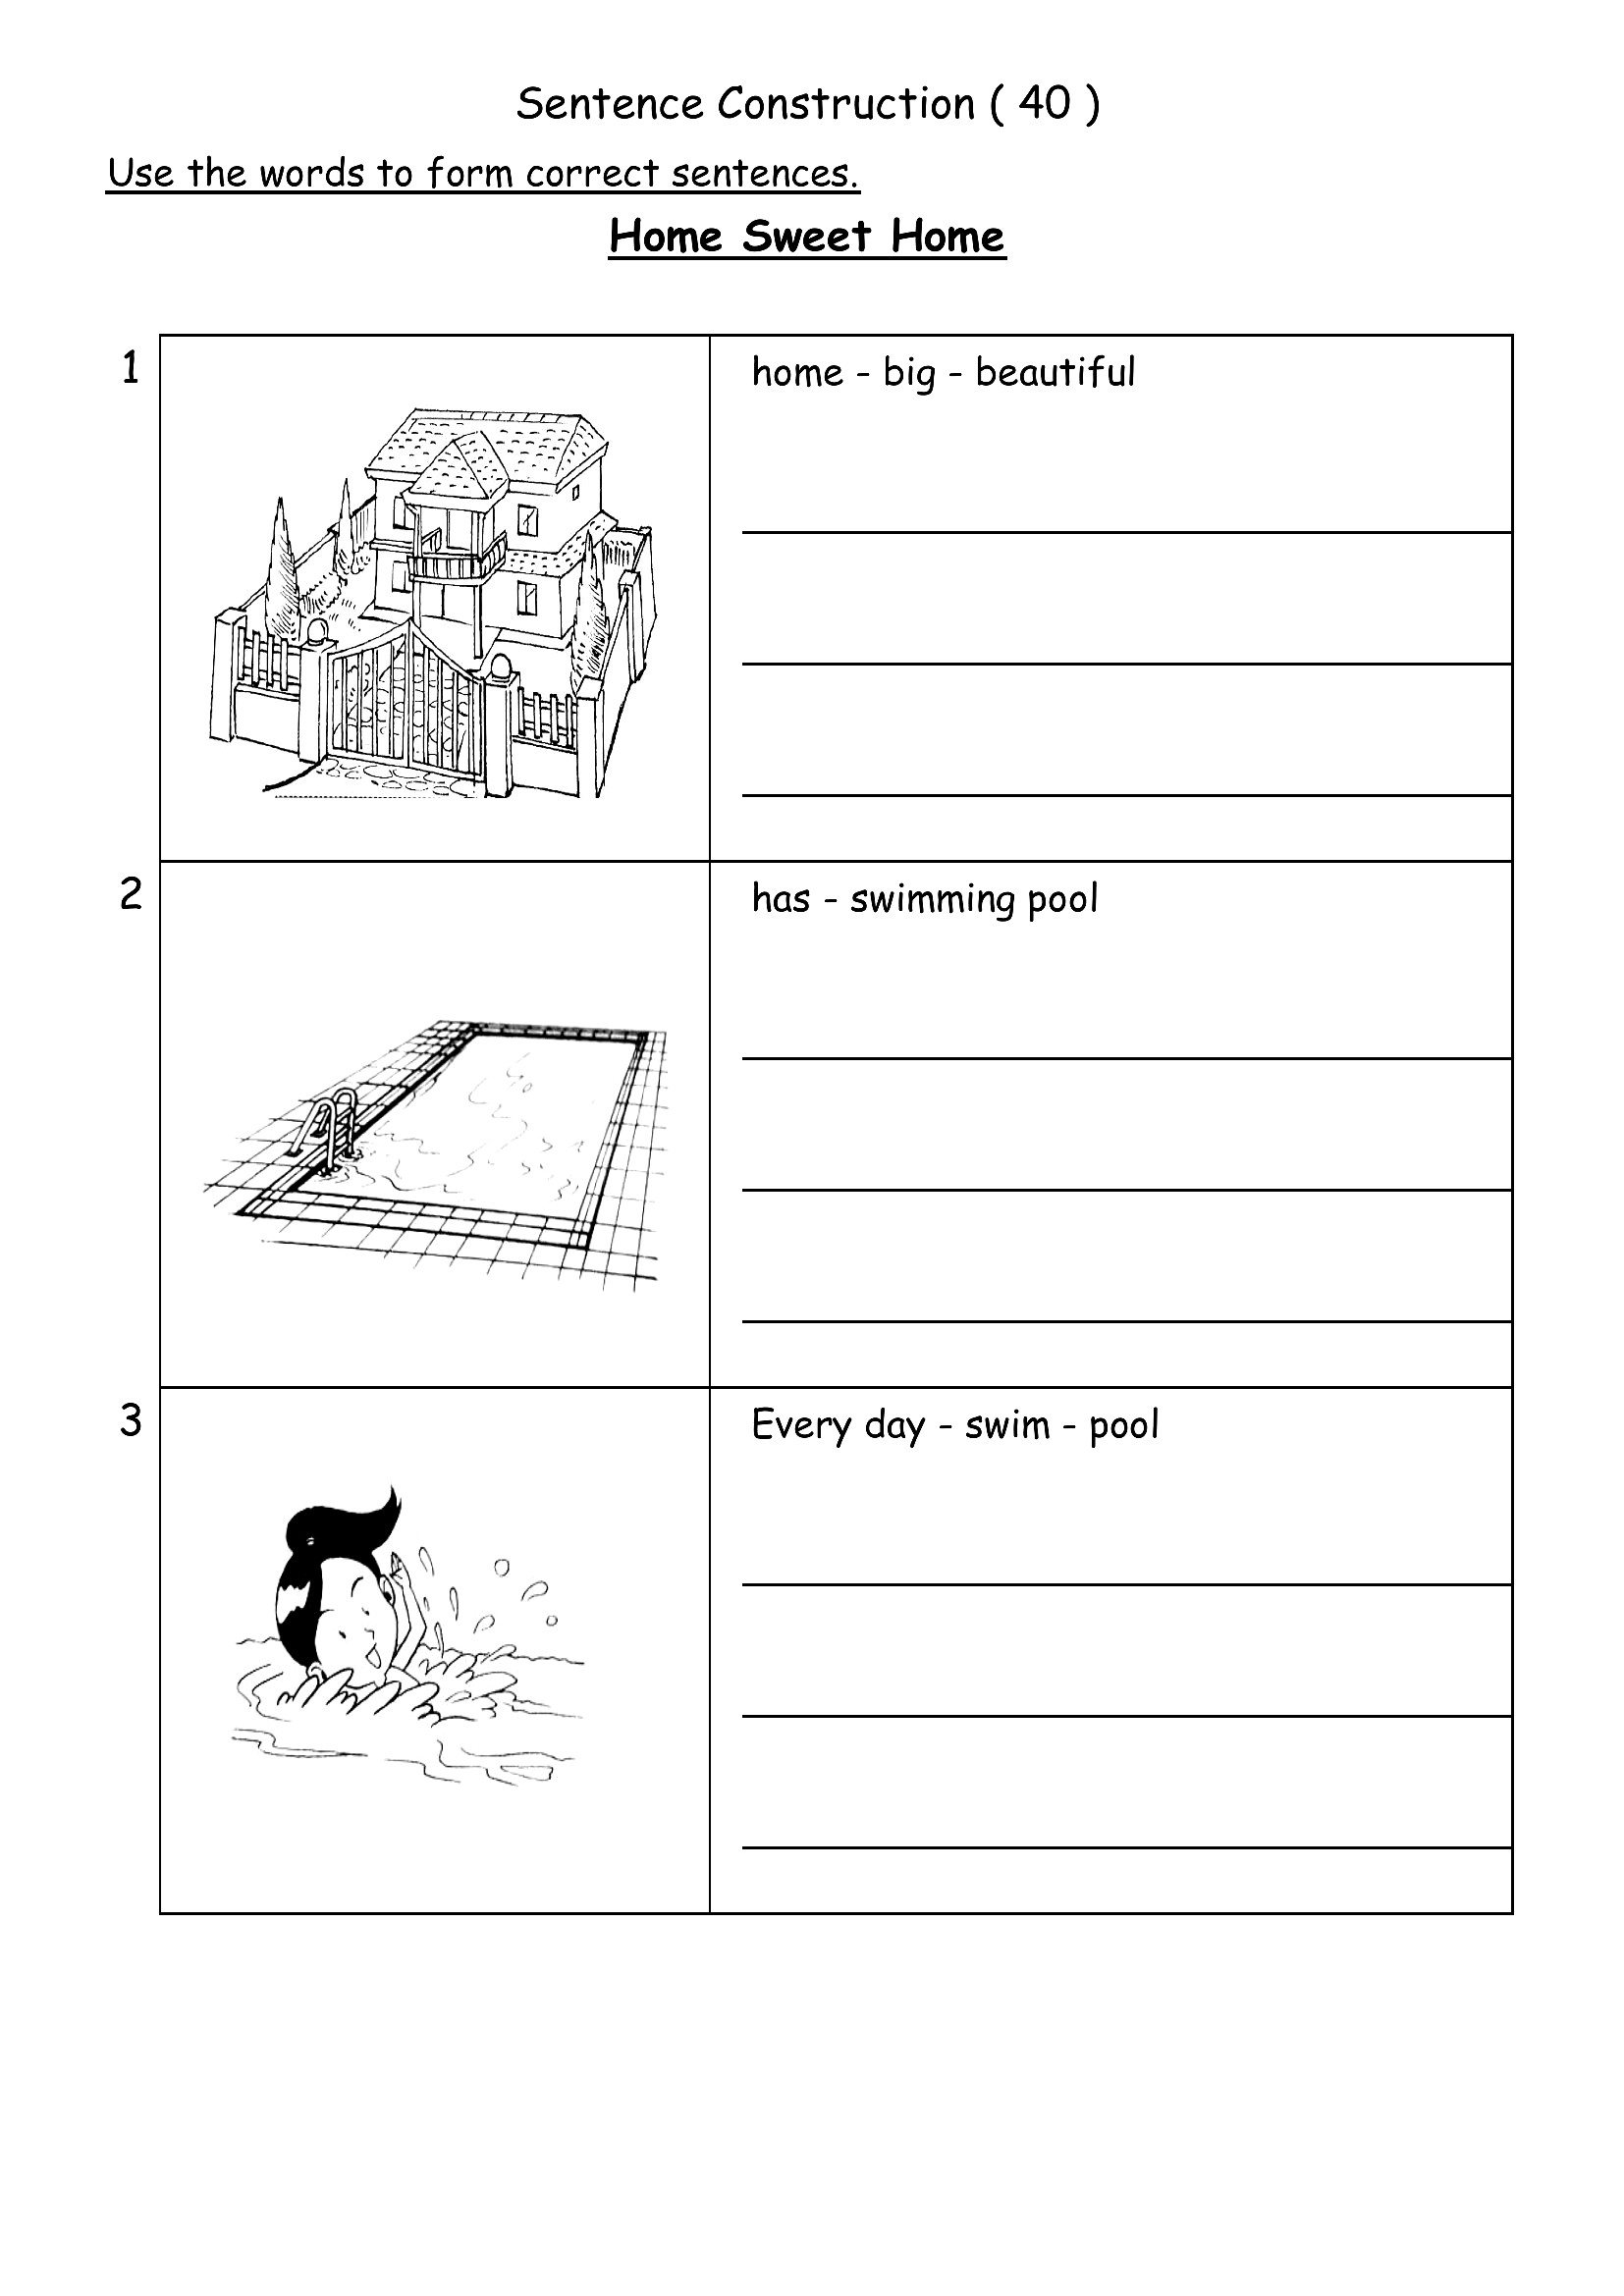 Sentence Construction ( 40 )
Use the words to form correct sentences.
Home Sweet Home
1
home - big - beautiful
2
has - swimming pool
3
Every day - swim - pool